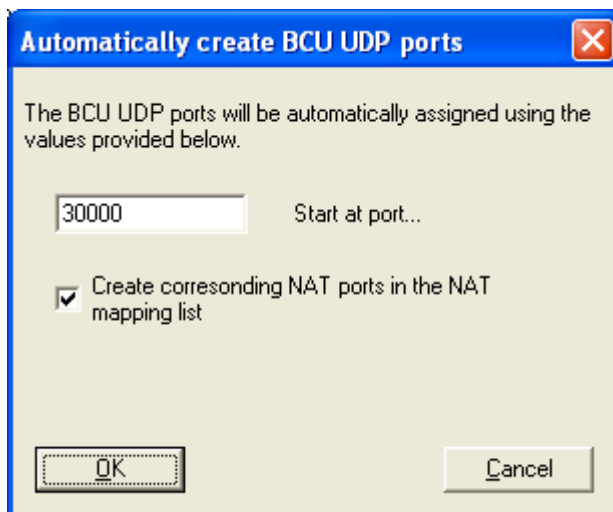 Automatically create BCU UDP ports
The BCU UDP ports will be automatically assigned using the
values provided below.
30000 Start at port...
Create corresonding NAT ports in the NAT
mapping list
OK Cancel